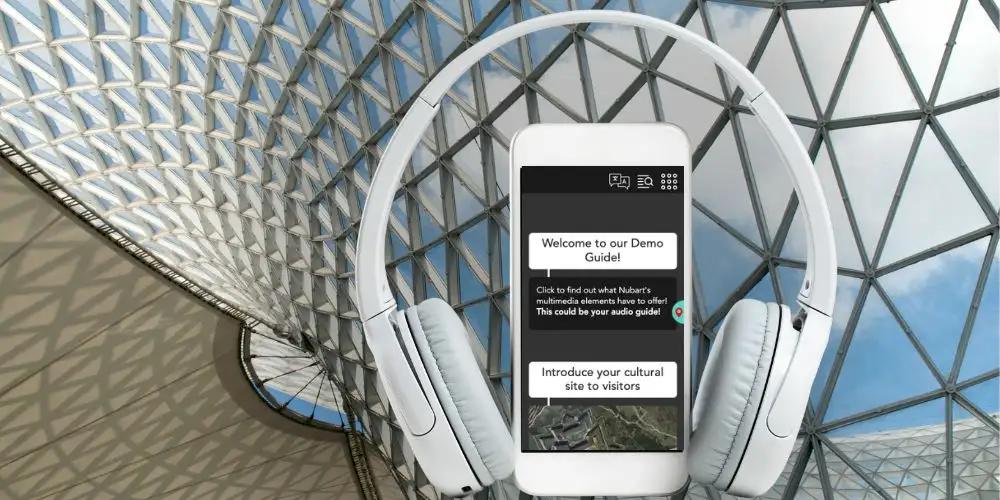 Welcome to our Demo
Guide!
Click to find out what Nubart's
multimedia elements have to offer!
This could be your audio guide!
Introduce your cultural
site to visitors